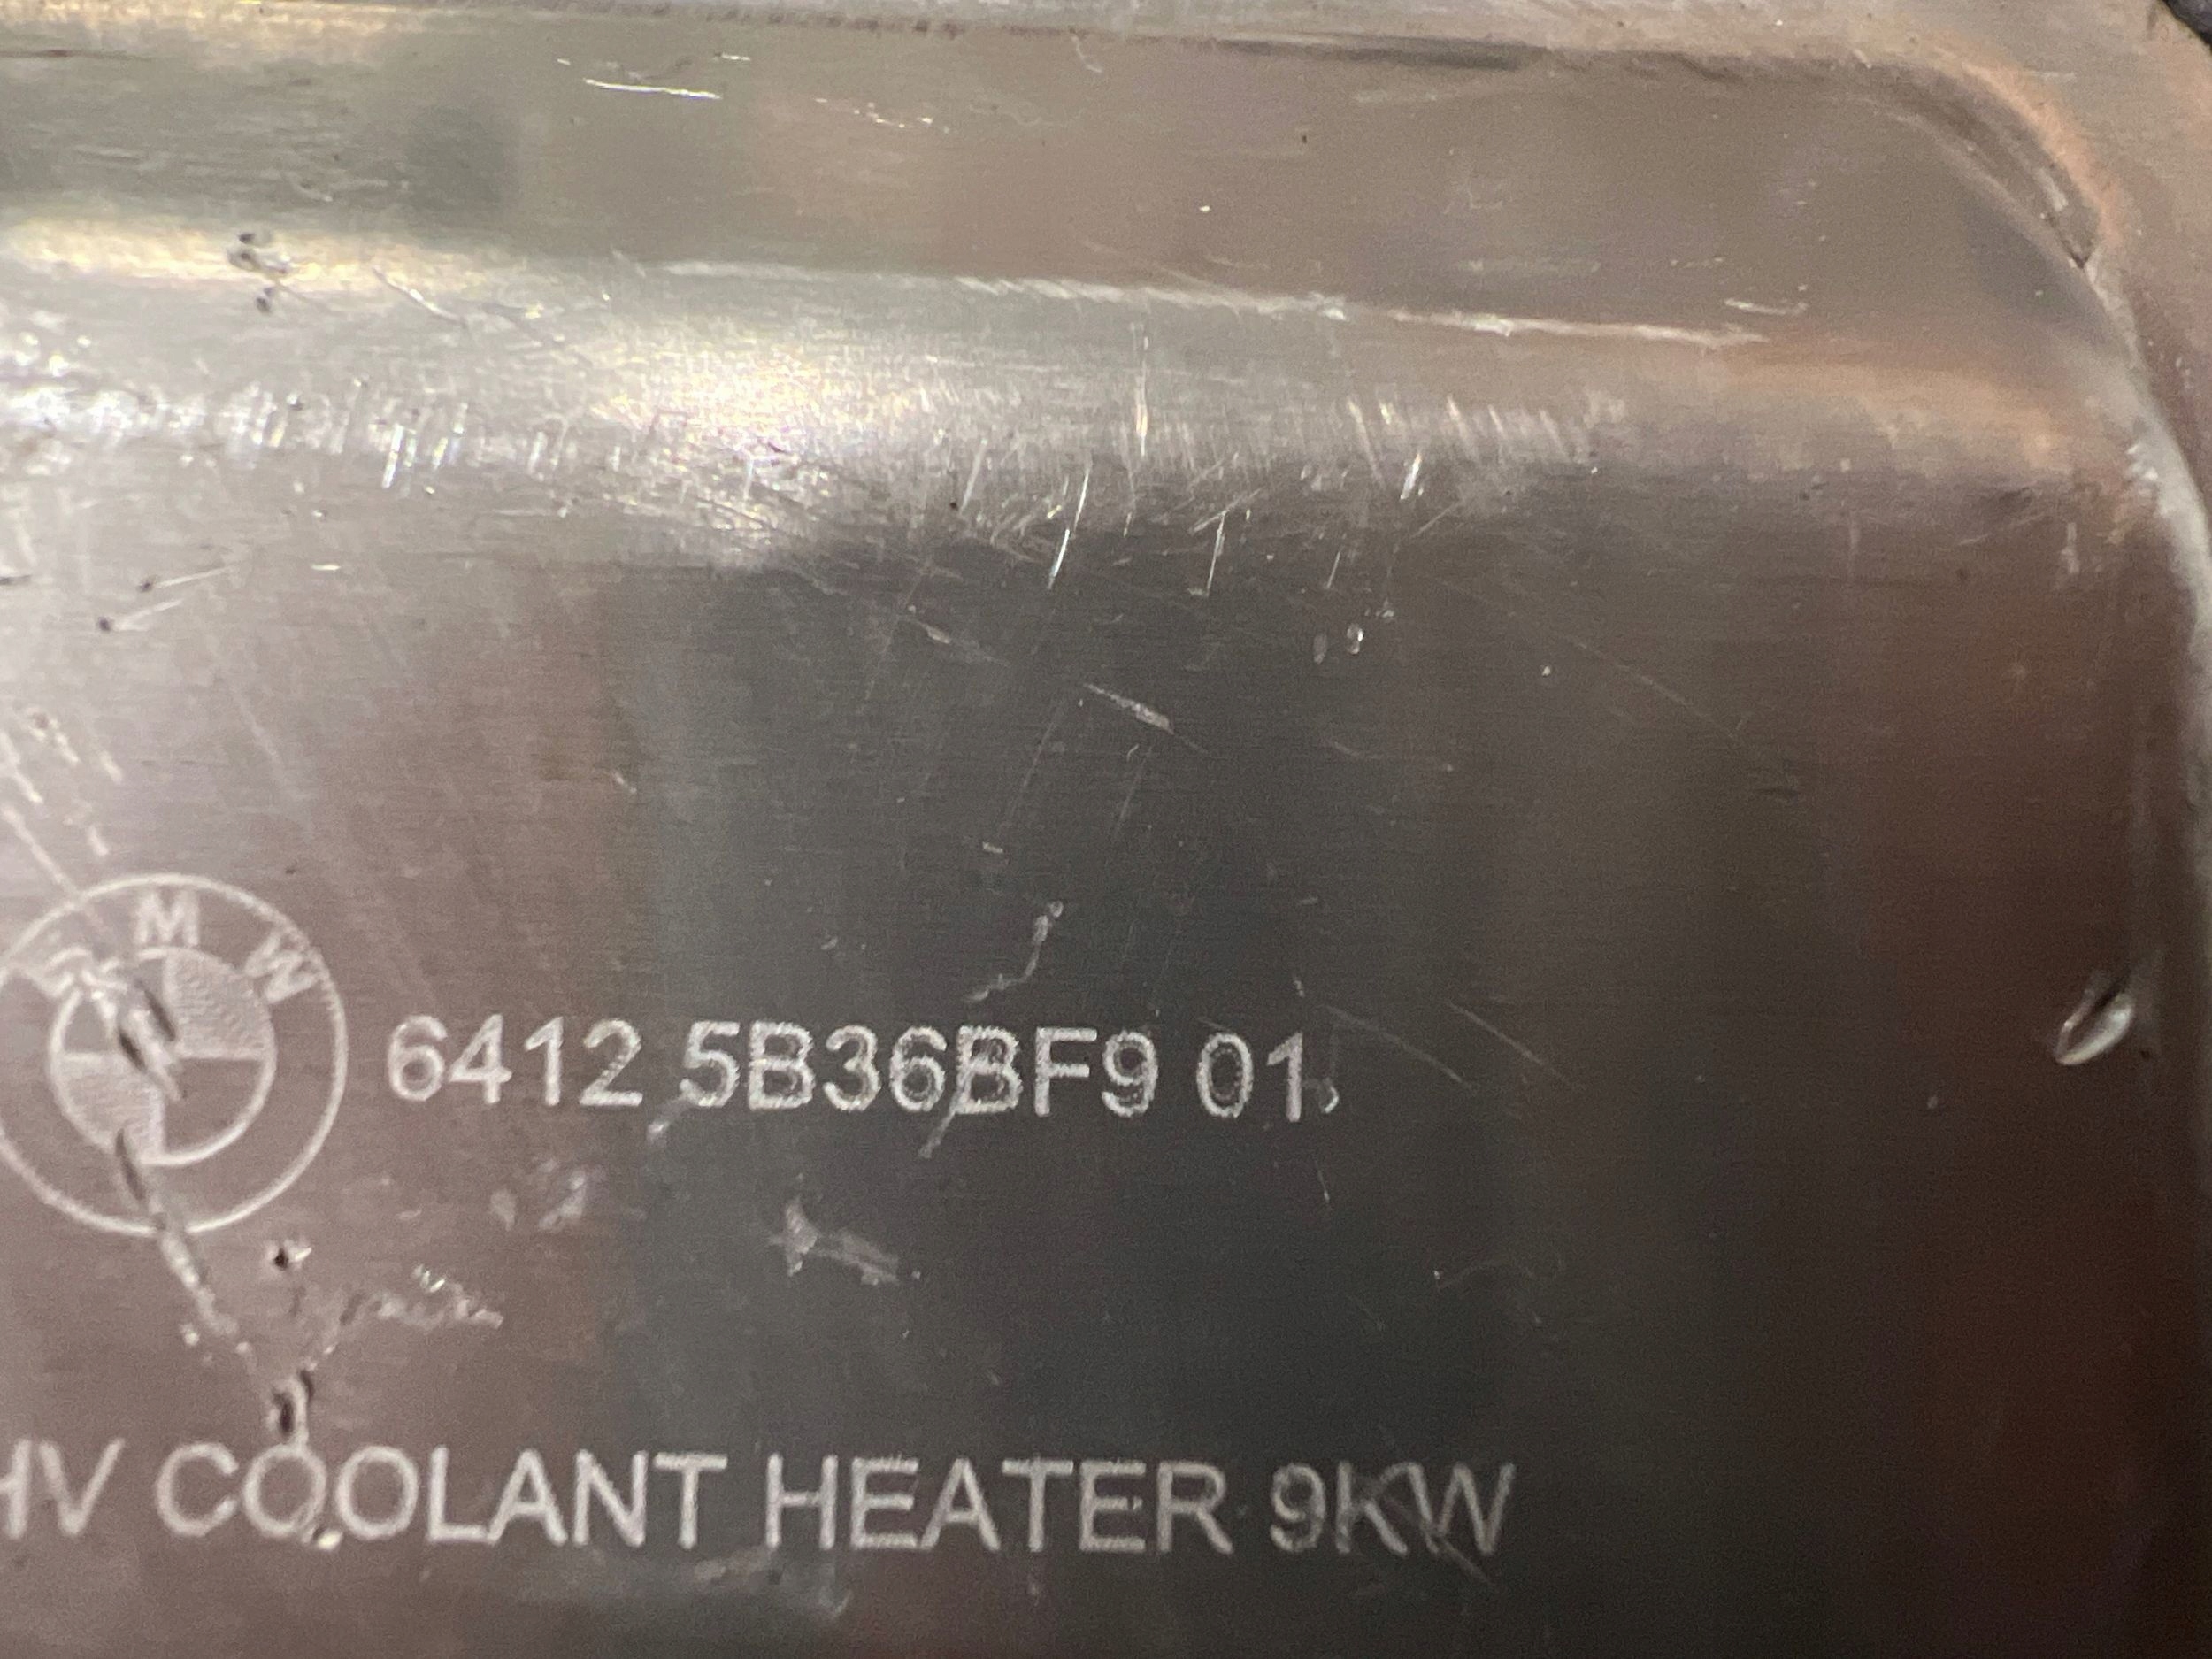 BMW
6412 5B36BF9 01
HV COOLANT HEATER 9KW